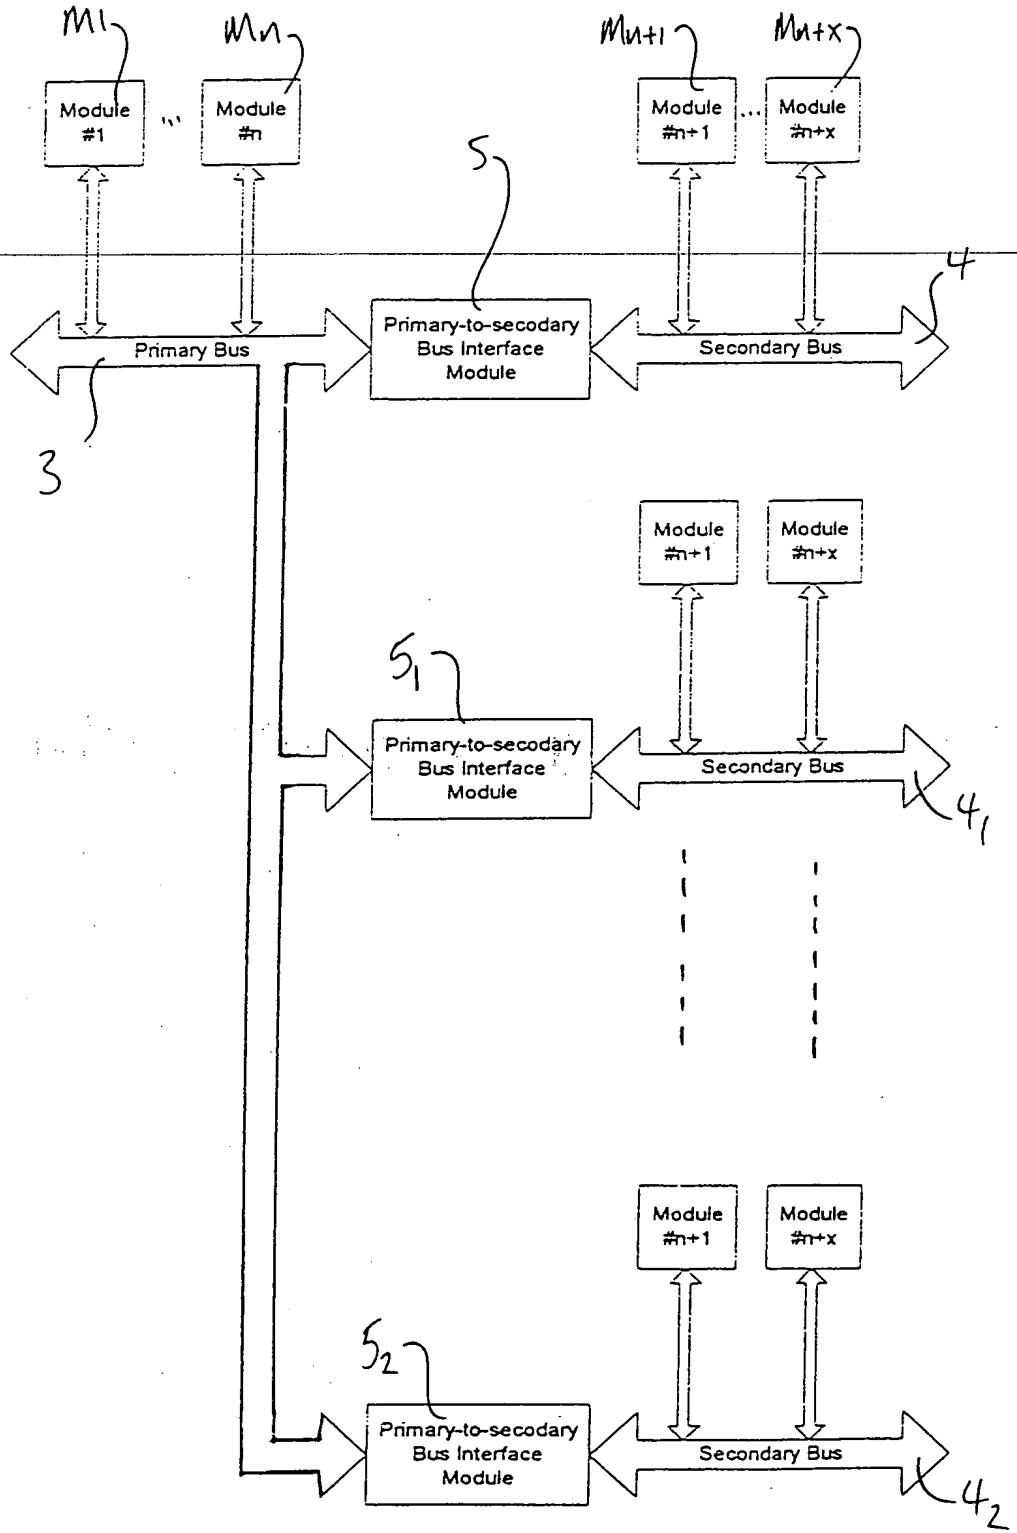 M1
Mn
Mn+1
Mn+x
Module
#1
...
Module
#n
Module
#n+1
...
Module
#n+x
5
4
Primary Bus
Primary-to-secodary
Bus Interface
Module
Secondary Bus
3
Module
#n+1
Module
#n+x
5₁
Primary-to-secodary
Bus Interface
Module
Secondary Bus
4₁
Module
#n+1
Module
#n+x
5₂
Primary-to-secodary
Bus Interface
Module
Secondary Bus
4₂